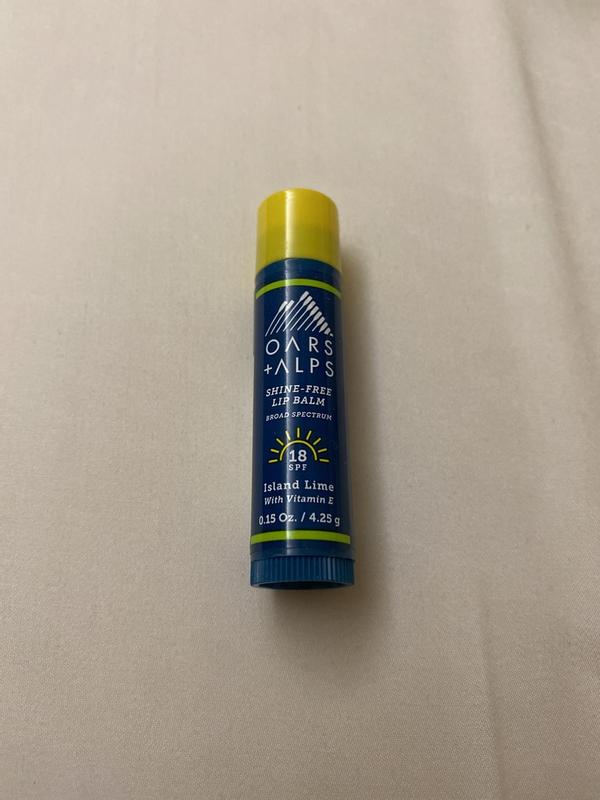 OARS
+ALPS
SHINE-FREE
LIP BALM
BROAD SPECTRUM
18
SPF
Island Lime
With Vitamin E
0.15 Oz. / 4.25 g